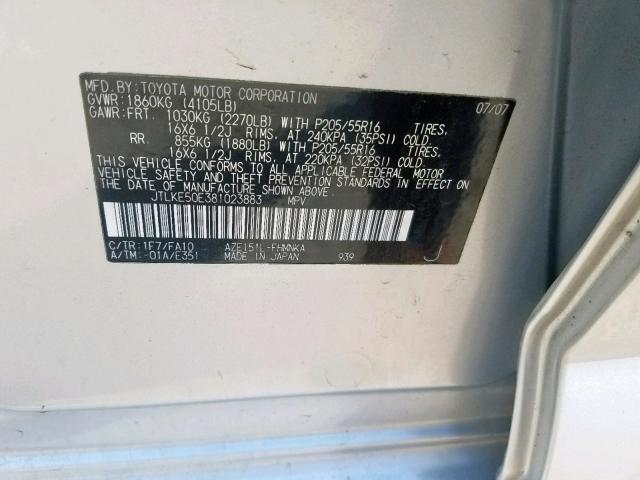 MFD. BY: TOYOTA MOTOR CORPORATION 07/07
GVWR: 1860KG (4105LB)
GAWR: FRT. 1030KG (2270LB) WITH P205/55R16 TIRES,
16X6 1/2J RIMS, AT 240KPA (35PSI) COLD.
RR. 855KG (1880LB) WITH P205/55R16 TIRES,
16X6 1/2J RIMS, AT 220KPA (32PSI) COLD.
THIS VEHICLE CONFORMS TO ALL APPLICABLE FEDERAL MOTOR
VEHICLE SAFETY AND THEFT PREVENTION STANDARDS IN EFFECT
ON THE DATE OF MANUFACTURE SHOWN ABOVE.
JTLKE50E381023883 MPV
C/TR: 1F7/FA10 AZE151L-FHMNKA
A/TM: -01A/E351 MADE IN JAPAN 939 J